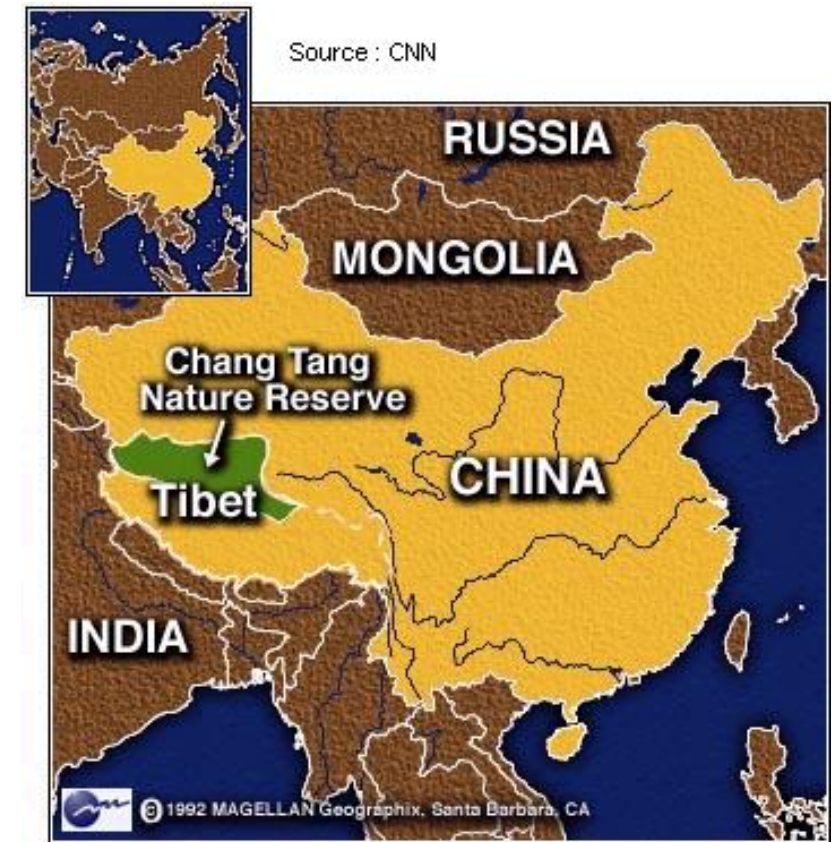 Source : CNN
RUSSIA
MONGOLIA
Chang Tang
Nature Reserve
CHINA
Tibet
INDIA
© 1992 MAGELLAN Geographix, Santa Barbara, CA